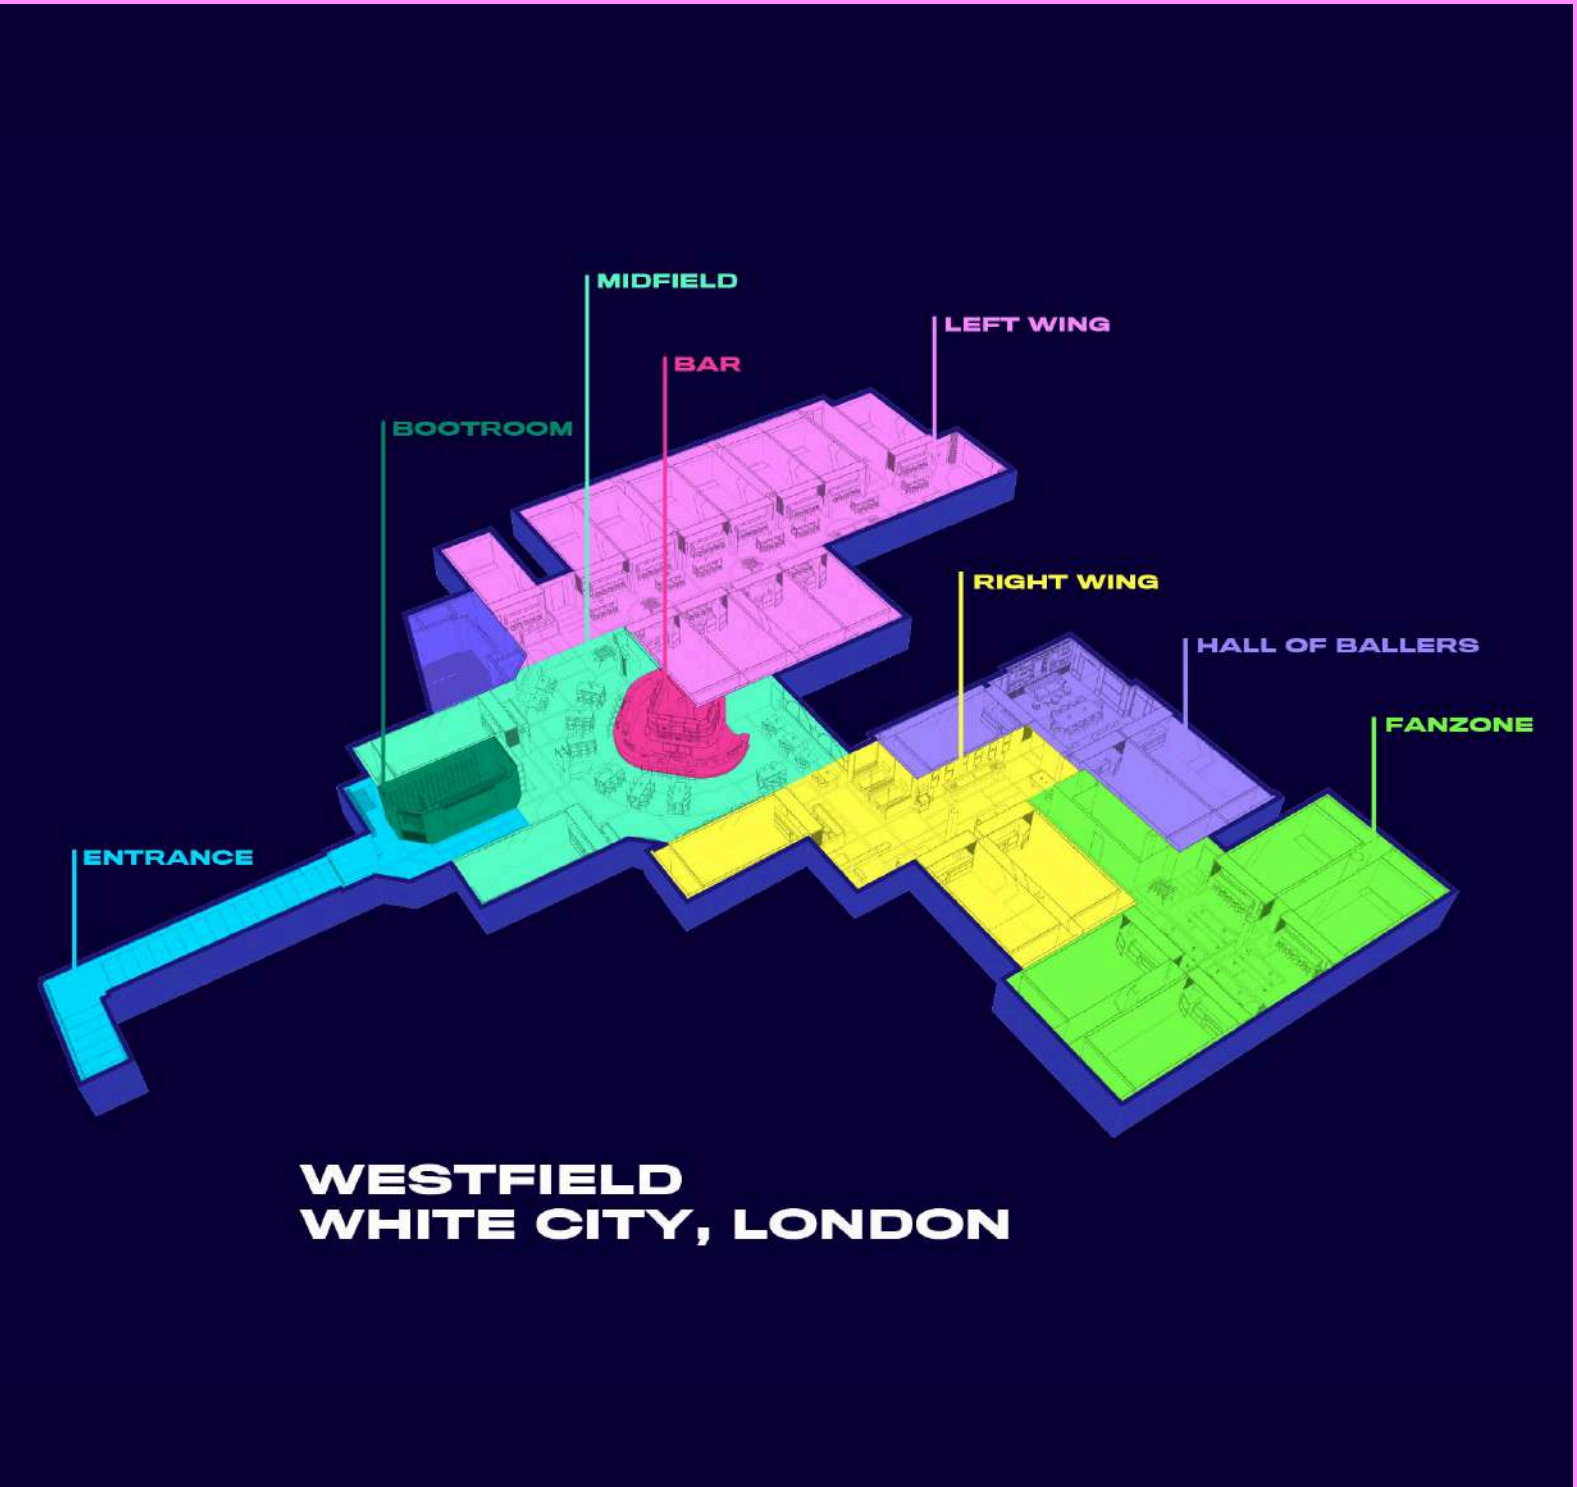 MIDFIELD
LEFT WING
BAR
BOOTROOM
RIGHT WING
HALL OF BALLERS
FANZONE
ENTRANCE
WESTFIELD
WHITE CITY, LONDON